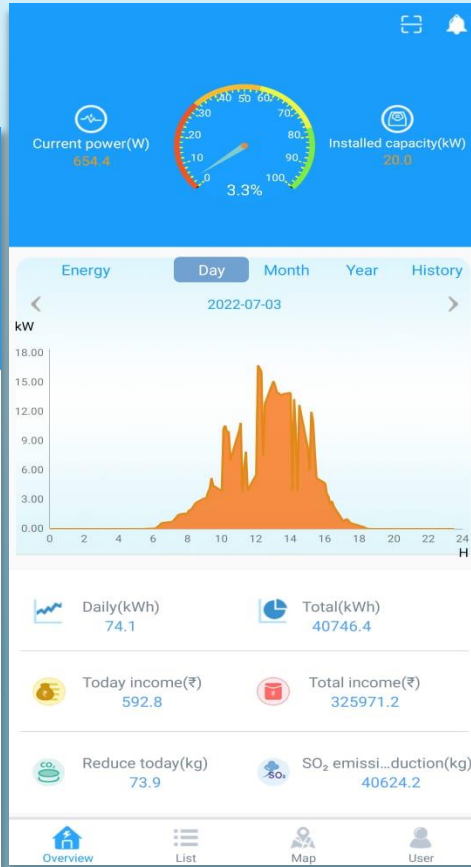 40 50 60
30 70
20 80
10 90
0 100
3.3%
Current power(W)
654.4
Installed capacity(kW)
20.0
Energy Day Month Year History
2022-07-03
kW
18.00
15.00
12.00
9.00
6.00
3.00
0.00
0 2 4 6 8 10 12 14 16 18 20 22 24
H
Daily(kWh) Total(kWh)
74.1 40746.4
Today income(₹) Total income(₹)
592.8 325971.2
CO₂ SO₂
Reduce today(kg) SO₂ emissi...duction(kg)
73.9 40624.2
Overview List Map User